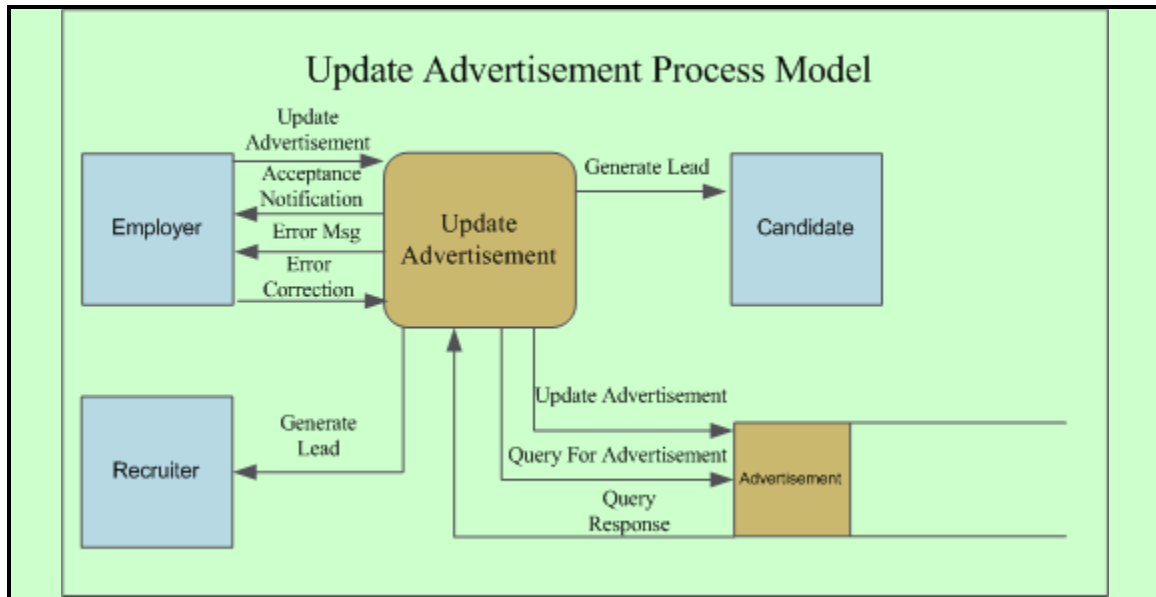 Update Advertisement Process Model
Update
Advertisement
Acceptance
Notification
Error Msg
Error
Correction
Employer
Update
Advertisement
Generate Lead
Candidate
Update Advertisement
Generate
Lead
Query For Advertisement
Recruiter
Advertisement
Query
Response